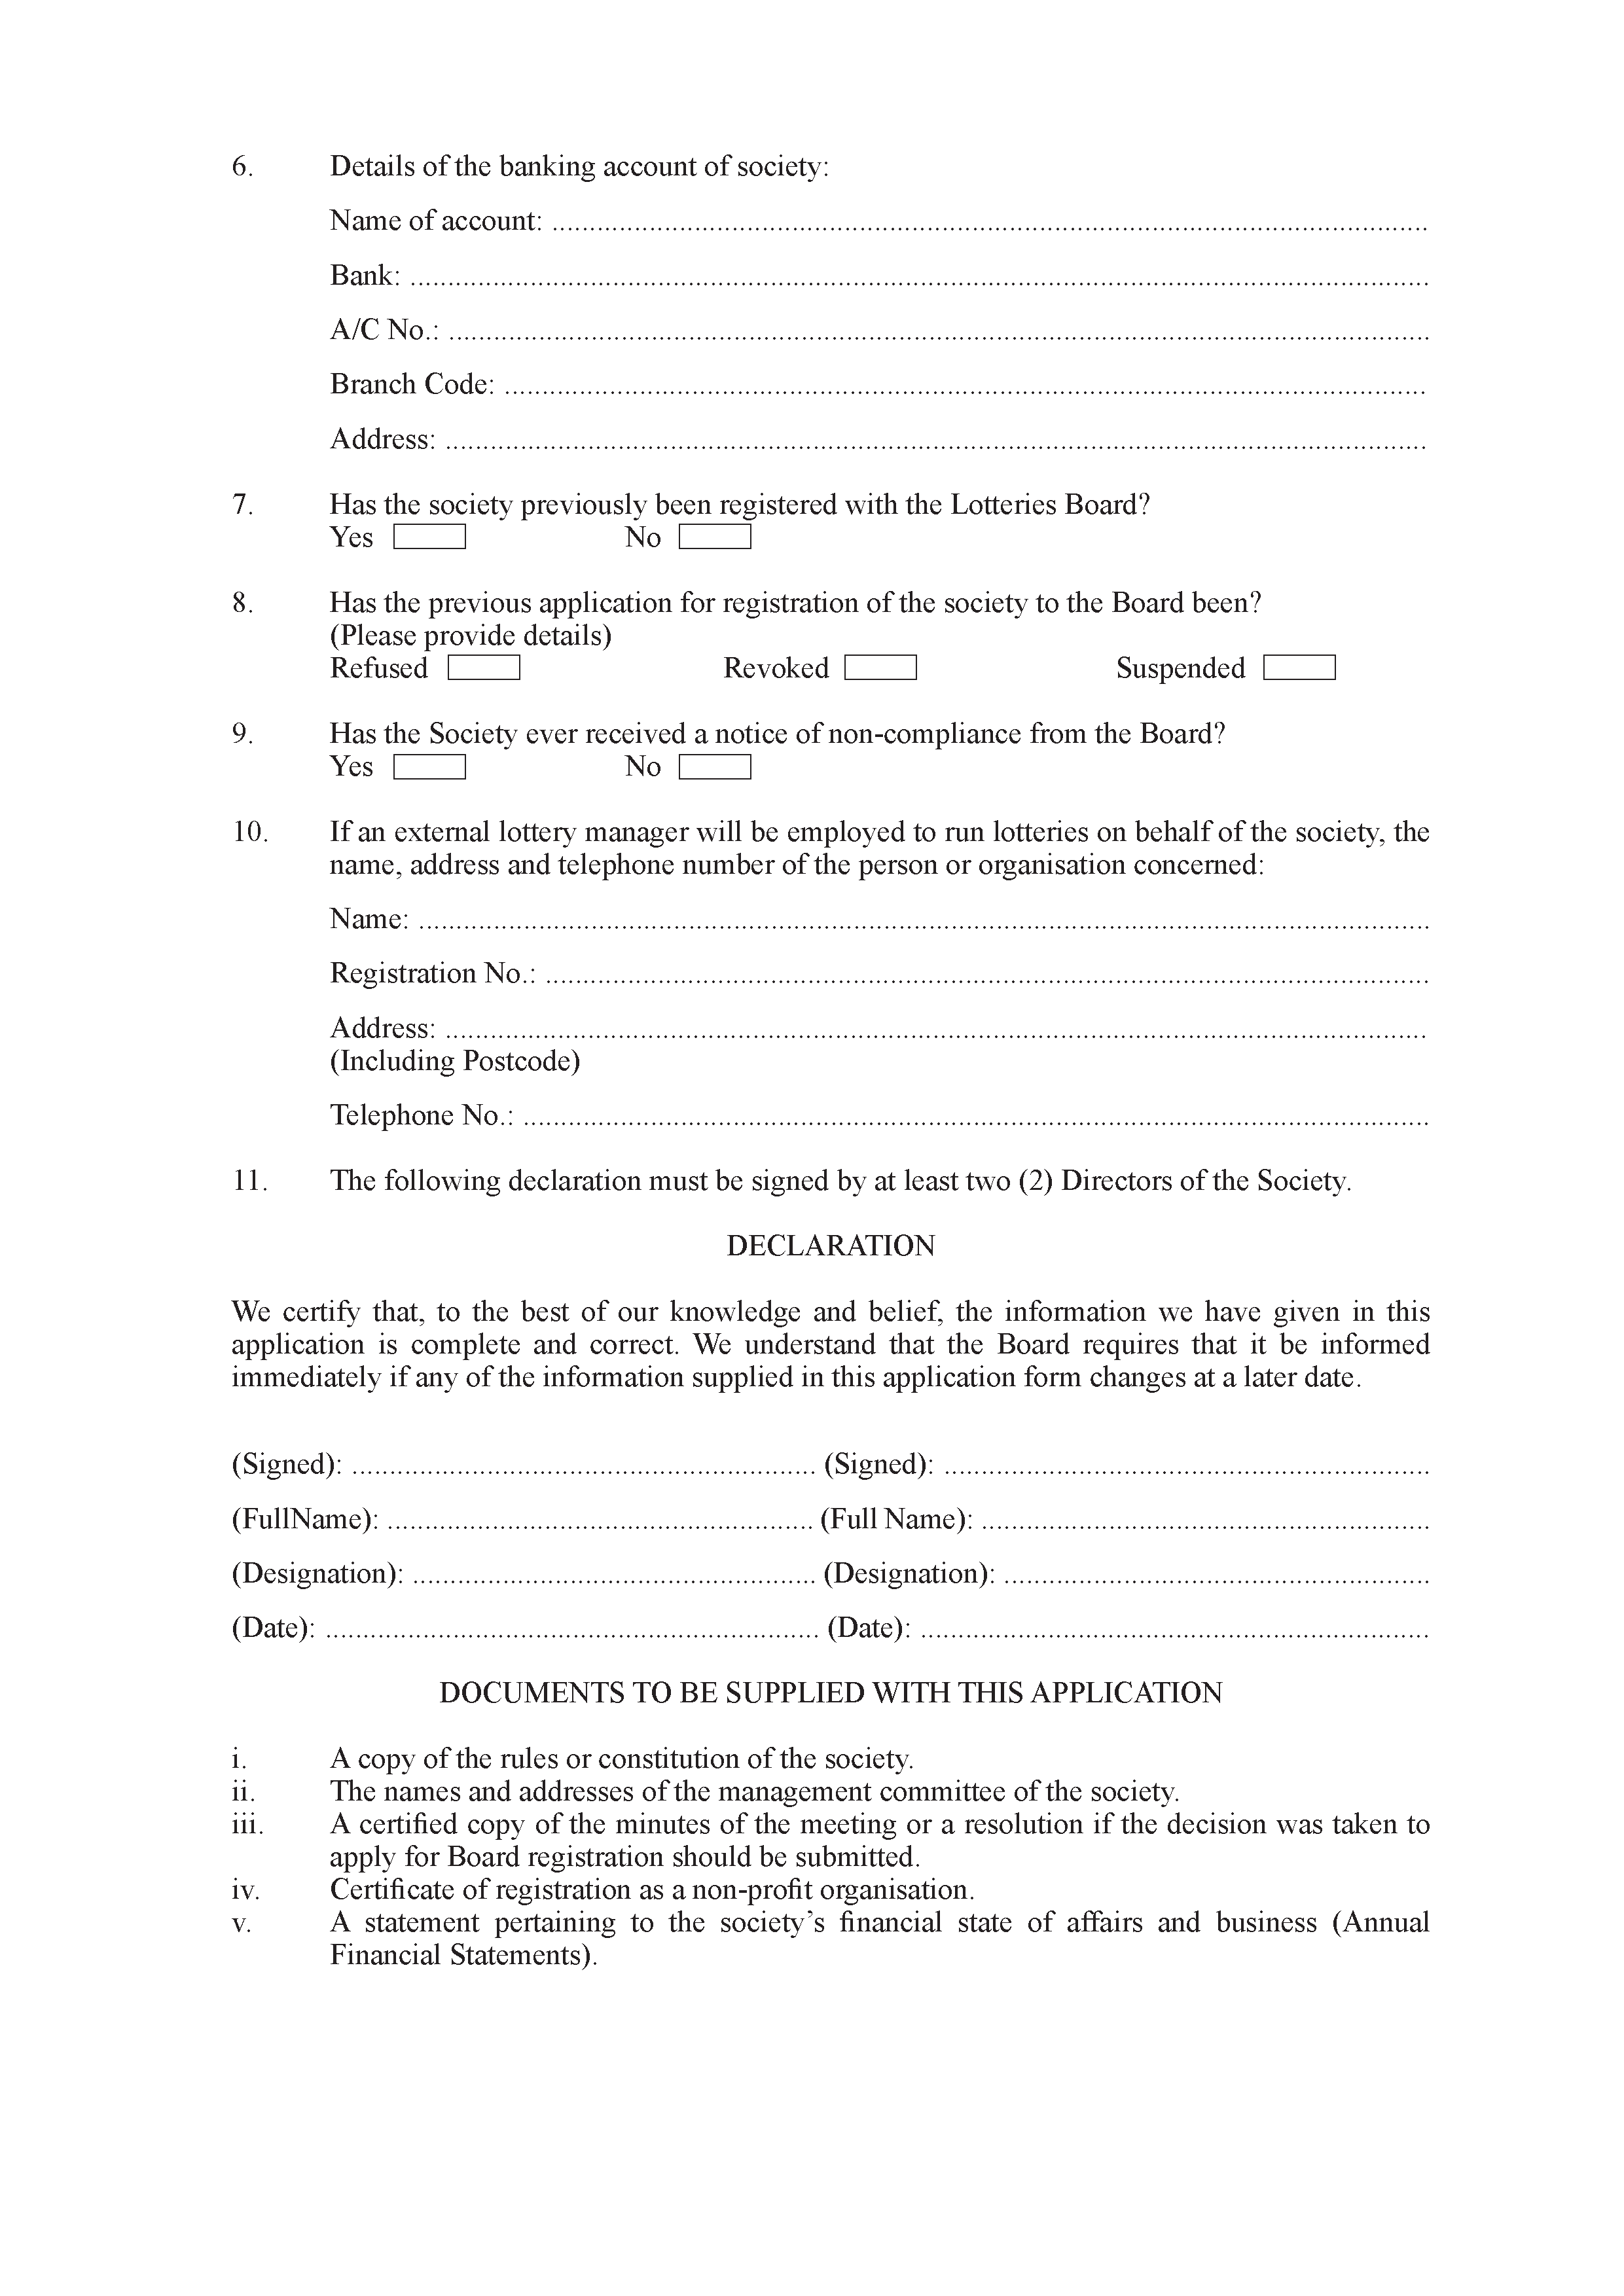 6. Details of the banking account of society:
Name of account: ....................................................................................................................
Bank: .......................................................................................................................................
A/C No.: ..................................................................................................................................
Branch Code: ..........................................................................................................................
Address: ..................................................................................................................................
7. Has the society previously been registered with the Lotteries Board?
Yes No
8. Has the previous application for registration of the society to the Board been?
(Please provide details)
Refused Revoked Suspended
9. Has the Society ever received a notice of non-compliance from the Board?
Yes No
10. If an external lottery manager will be employed to run lotteries on behalf of the society, the
name, address and telephone number of the person or organisation concerned:
Name: ......................................................................................................................................
Registration No.: .....................................................................................................................
Address: ..................................................................................................................................
(Including Postcode)
Telephone No.: ........................................................................................................................
11. The following declaration must be signed by at least two (2) Directors of the Society.
DECLARATION
We certify that, to the best of our knowledge and belief, the information we have given in this
application is complete and correct. We understand that the Board requires that it be informed
immediately if any of the information supplied in this application form changes at a later date.
(Signed): .............................................................. (Signed): .................................................................
(FullName): ......................................................... (Full Name): ............................................................
(Designation): ...................................................... (Designation): .........................................................
(Date): .................................................................. (Date): ....................................................................
DOCUMENTS TO BE SUPPLIED WITH THIS APPLICATION
i. A copy of the rules or constitution of the society.
ii. The names and addresses of the management committee of the society.
iii. A certified copy of the minutes of the meeting or a resolution if the decision was taken to
apply for Board registration should be submitted.
iv. Certificate of registration as a non-profit organisation.
v. A statement pertaining to the society’s financial state of affairs and business (Annual
Financial Statements).